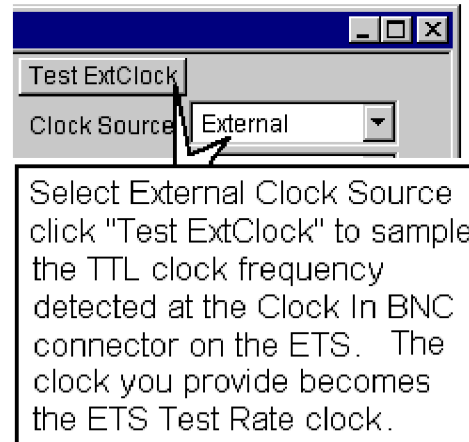 Test ExtClock
Clock Source External
Select External Clock Source
click "Test ExtClock" to sample
the TTL clock frequency
detected at the Clock In BNC
connector on the ETS. The
clock you provide becomes
the ETS Test Rate clock.